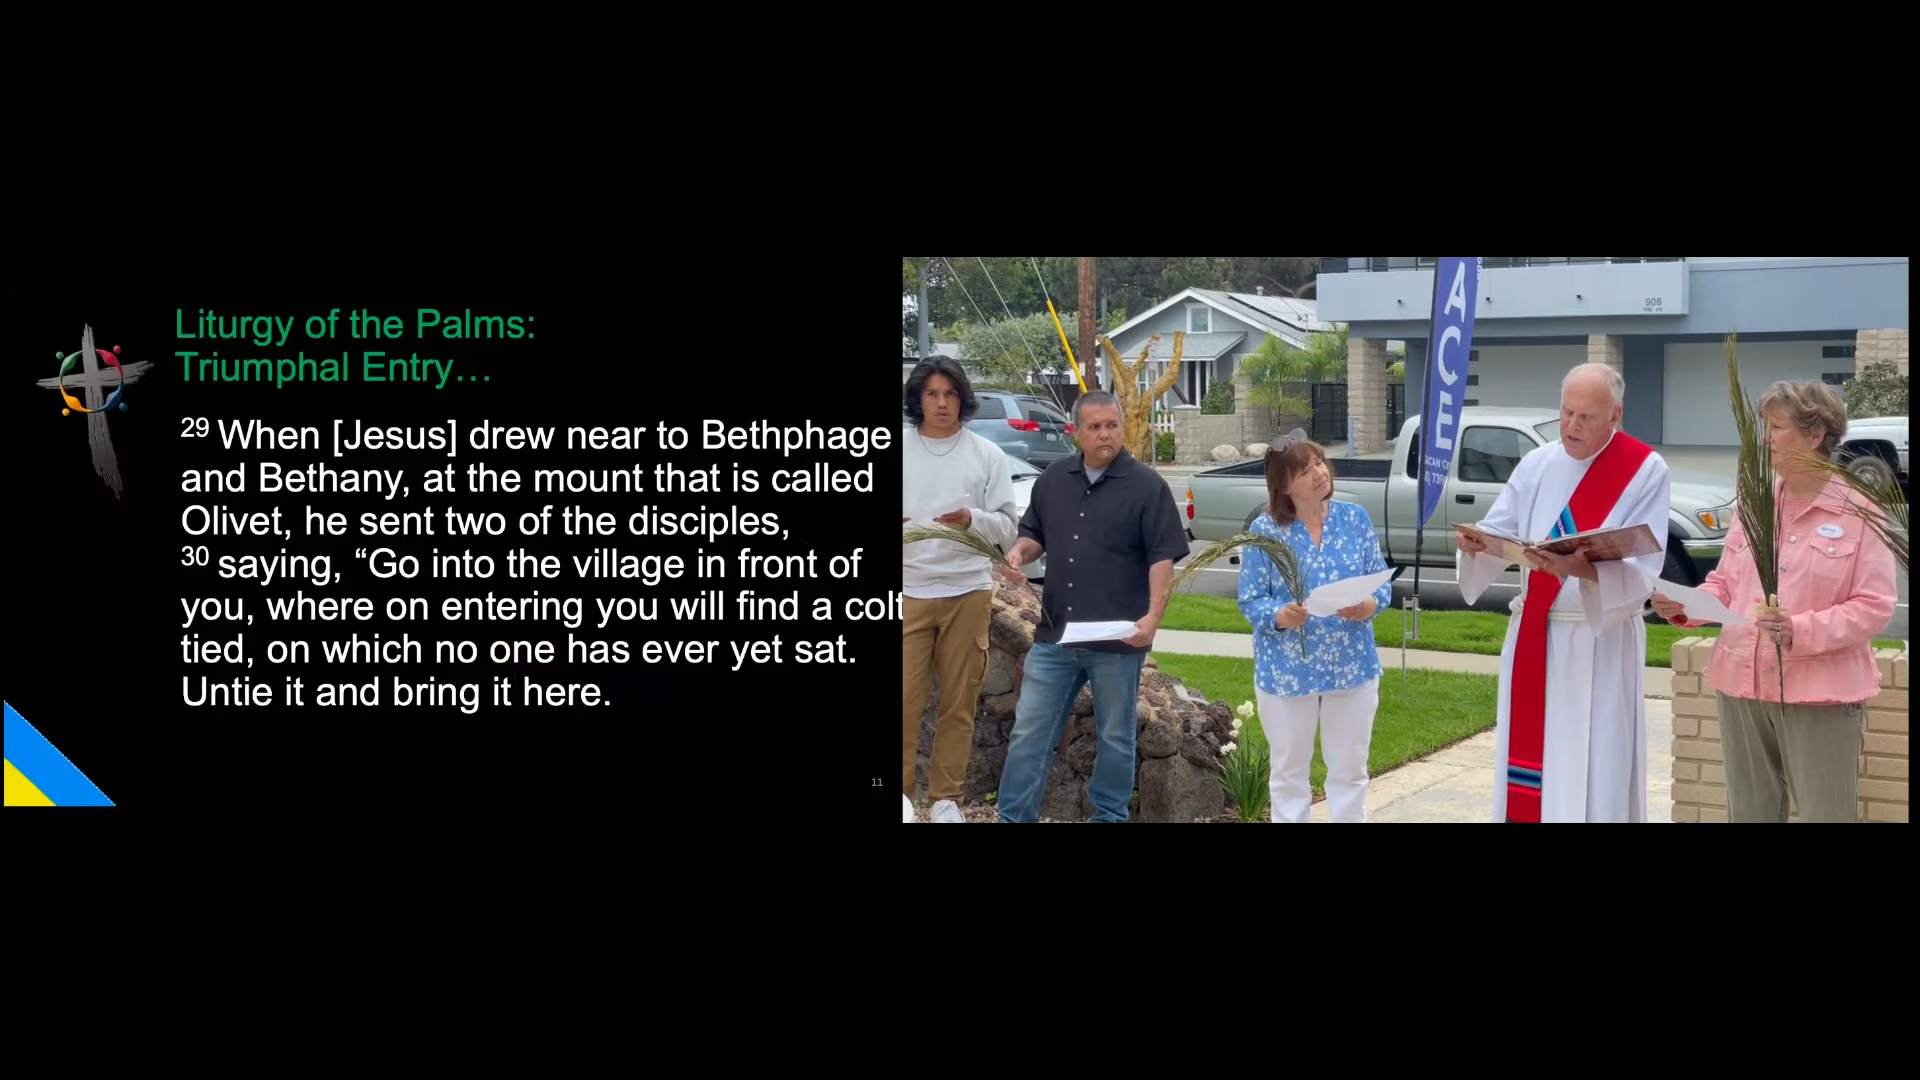 Liturgy of the Palms:
Triumphal Entry…
29 When [Jesus] drew near to Bethphage
and Bethany, at the mount that is called
Olivet, he sent two of the disciples,
30 saying, “Go into the village in front of
you, where on entering you will find a colt
tied, on which no one has ever yet sat.
Untie it and bring it here.
11
906
ACE